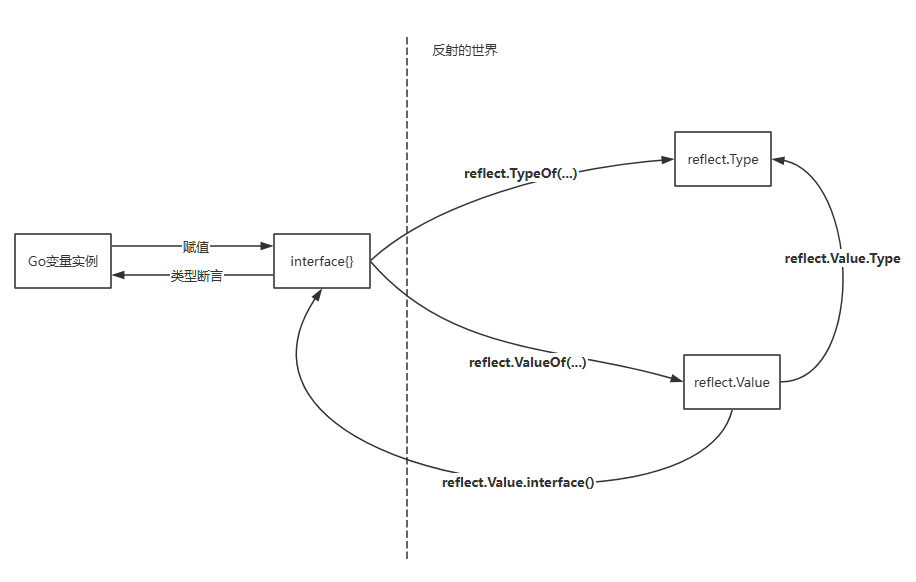 反射的世界
reflect.Type
reflect.TypeOf(...)
赋值
Go变量实例
interface{}
类型断言
reflect.Value.Type
reflect.ValueOf(...)
reflect.Value
reflect.Value.interface()